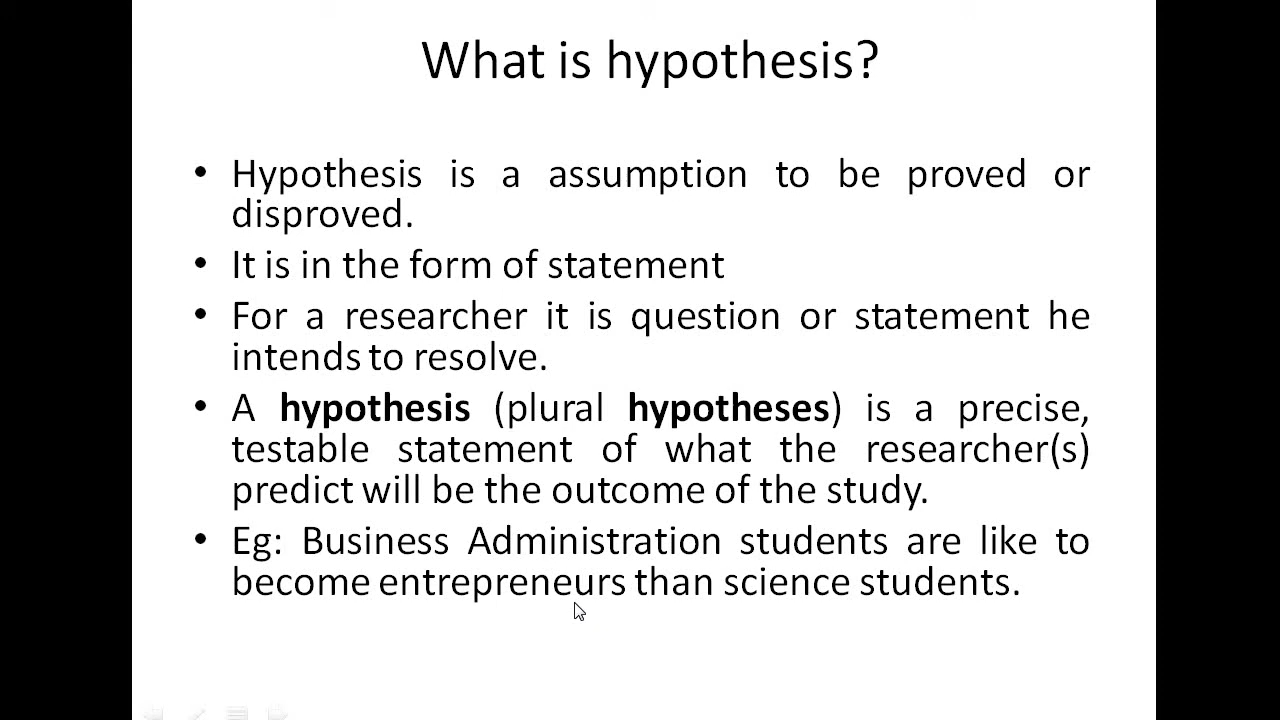 What is hypothesis?
• Hypothesis is a assumption to be proved or
disproved.
• It is in the form of statement
• For a researcher it is question or statement he
intends to resolve.
• A hypothesis (plural hypotheses) is a precise,
testable statement of what the researcher(s)
predict will be the outcome of the study.
• Eg: Business Administration students are like to
become entrepreneurs than science students.